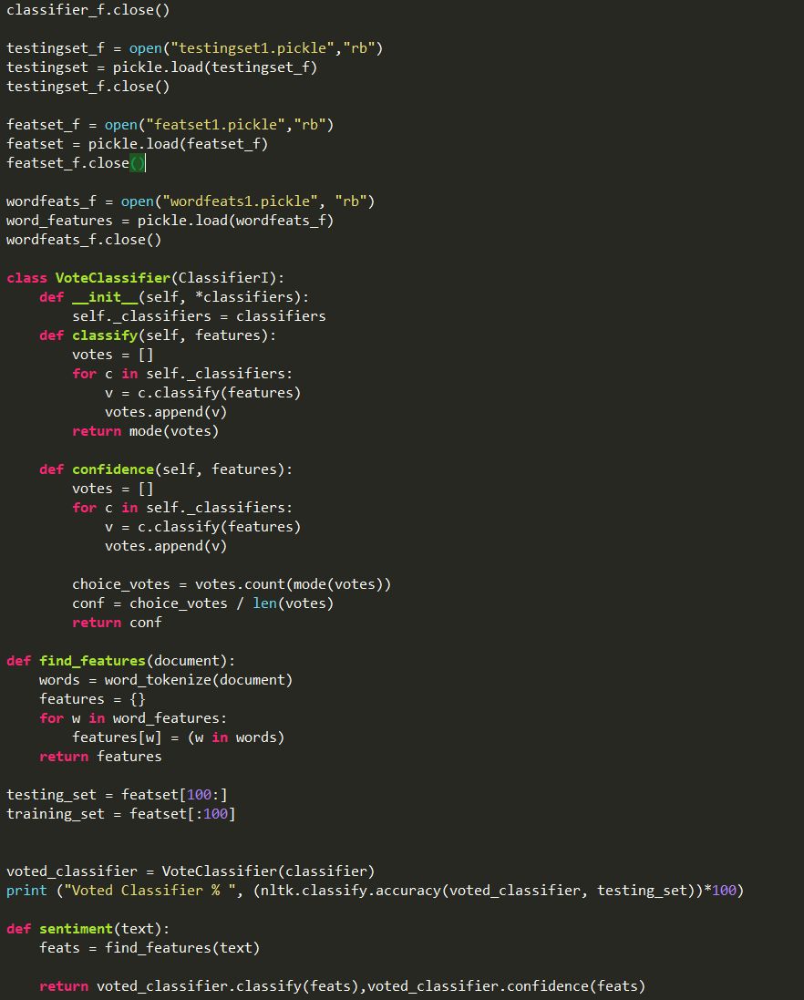 classifier_f.close()
testingset_f = open("testingset1.pickle","rb")
testingset = pickle.load(testingset_f)
testingset_f.close()
featset_f = open("featset1.pickle","rb")
featset = pickle.load(featset_f)
featset_f.close()
wordfeats_f = open("wordfeats1.pickle", "rb")
word_features = pickle.load(wordfeats_f)
wordfeats_f.close()
class VoteClassifier(ClassifierI):
    def __init__(self, *classifiers):
        self._classifiers = classifiers
    def classify(self, features):
        votes = []
        for c in self._classifiers:
            v = c.classify(features)
            votes.append(v)
        return mode(votes)
    def confidence(self, features):
        votes = []
        for c in self._classifiers:
            v = c.classify(features)
            votes.append(v)
        choice_votes = votes.count(mode(votes))
        conf = choice_votes / len(votes)
        return conf
def find_features(document):
    words = word_tokenize(document)
    features = {}
    for w in word_features:
        features[w] = (w in words)
    return features
testing_set = featset[100:]
training_set = featset[:100]
voted_classifier = VoteClassifier(classifier)
print ("Voted Classifier % ", (nltk.classify.accuracy(voted_classifier, testing_set))*100)
def sentiment(text):
    feats = find_features(text)
    return voted_classifier.classify(feats),voted_classifier.confidence(feats)